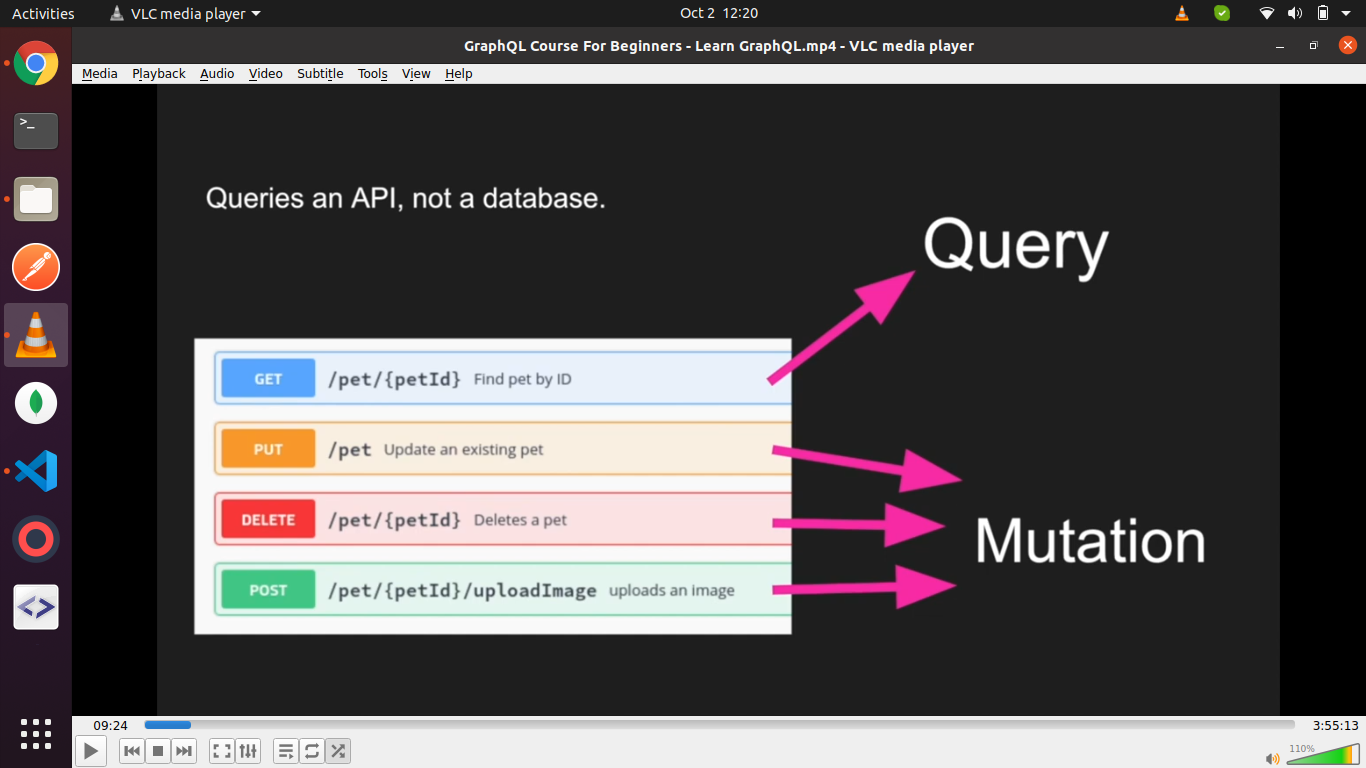 Activities VLC media player Oct 2 12:20
GraphQL Course For Beginners - Learn GraphQL.mp4 - VLC media player
Media Playback Audio Video Subtitle Tools View Help
>_
Queries an API, not a database.
Query
GET /pet/{petId} Find pet by ID
PUT /pet Update an existing pet
DELETE /pet/{petId} Deletes a pet
Mutation
POST /pet/{petId}/uploadImage uploads an image
09:24 3:55:13
110%